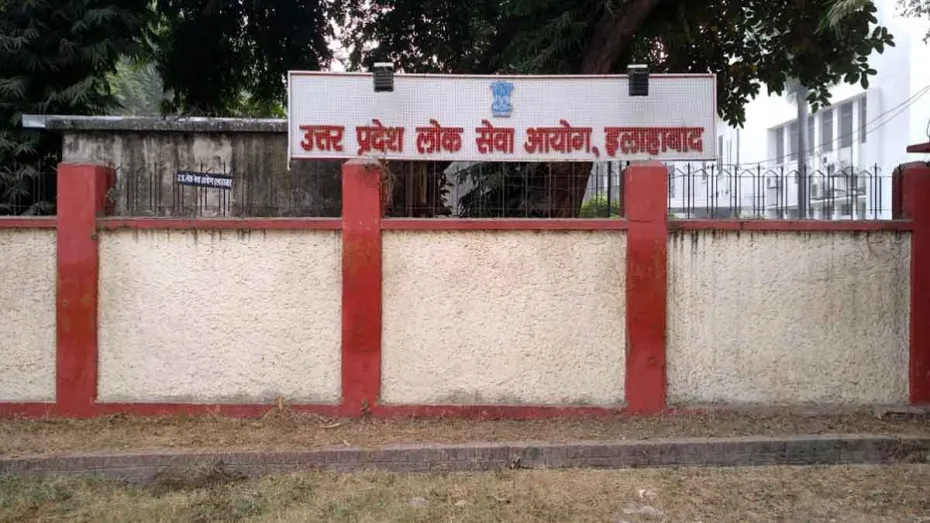 उत्तर प्रदेश लोक सेवा आयोग, इलाहाबाद